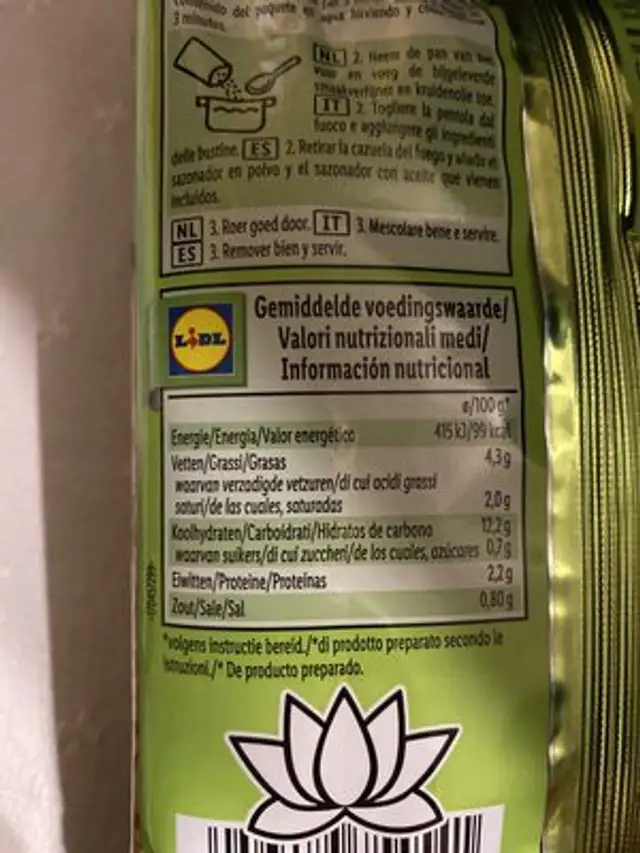 del paquete en agua hirviendo y
3 minutos.
NL 2. Neem de pan van het
vuur en voeg de bijgeleverde
smaakverfijner en kruidenolie toe.
IT 2. Togliere la pentola dal
fuoco e aggiungere gli ingredienti
delle bustine. ES 2. Retirar la cazuela del fuego y añadir el
sazonador en polvo y el sazonador con aceite que vienen
incluidos.
NL 3. Roer goed door. IT 3. Mescolare bene e servire.
ES 3. Remover bien y servir.
LIDL
Gemiddelde voedingswaarde/
Valori nutrizionali medi/
Información nutricional
ø/100 g*
Energie/Energia/Valor energético 415 kJ/99 kcal
Vetten/Grassi/Grasas 4,3 g
waarvan verzadigde vetzuren/di cui acidi grassi
saturi/de las cuales, saturadas 2,0 g
Koolhydraten/Carboidrati/Hidratos de carbono 12,2 g
waarvan suikers/di cui zuccheri/de los cuales, azúcares 0,7 g
Eiwitten/Proteine/Proteínas 2,2 g
Zout/Sale/Sal 0,80 g
*volgens instructie bereid./*di prodotto preparato secondo le
istruzioni./* De producto preparado.